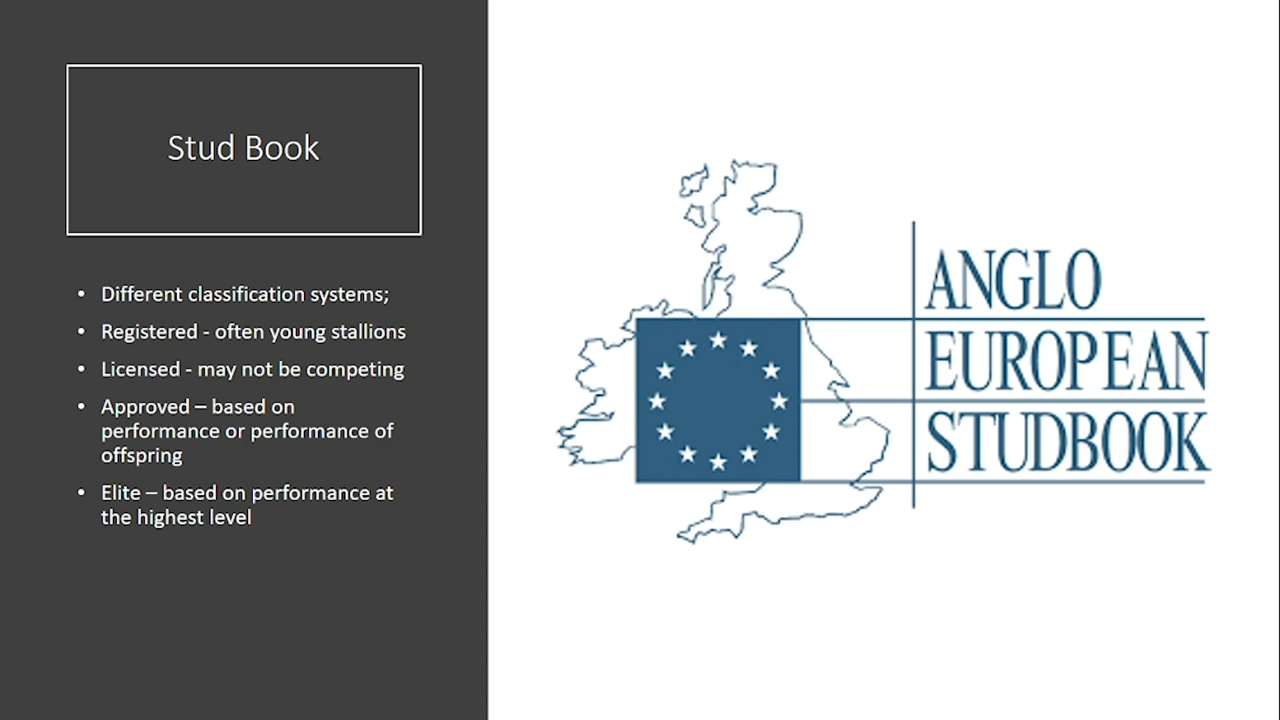 Stud Book
• Different classification systems;
• Registered - often young stallions
• Licensed - may not be competing
• Approved – based on
performance or performance of
offspring
• Elite – based on performance at
the highest level
ANGLO
EUROPEAN
STUDBOOK